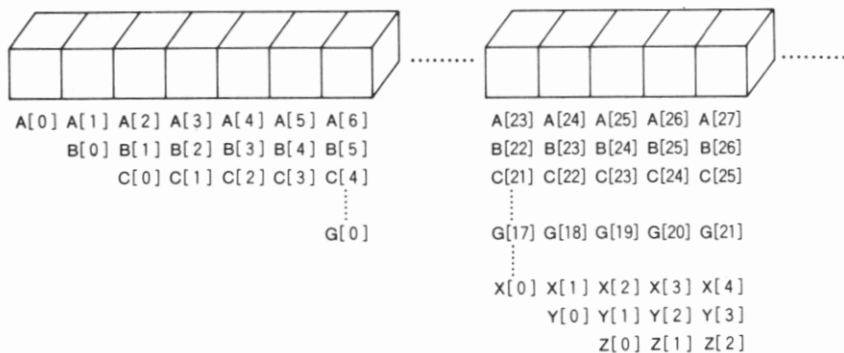 A[0] A[1] A[2] A[3] A[4] A[5] A[6] A[23] A[24] A[25] A[26] A[27]
B[0] B[1] B[2] B[3] B[4] B[5] B[22] B[23] B[24] B[25] B[26]
C[0] C[1] C[2] C[3] C[4] C[21] C[22] C[23] C[24] C[25]
G[0] G[17] G[18] G[19] G[20] G[21]
X[0] X[1] X[2] X[3] X[4]
Y[0] Y[1] Y[2] Y[3]
Z[0] Z[1] Z[2]